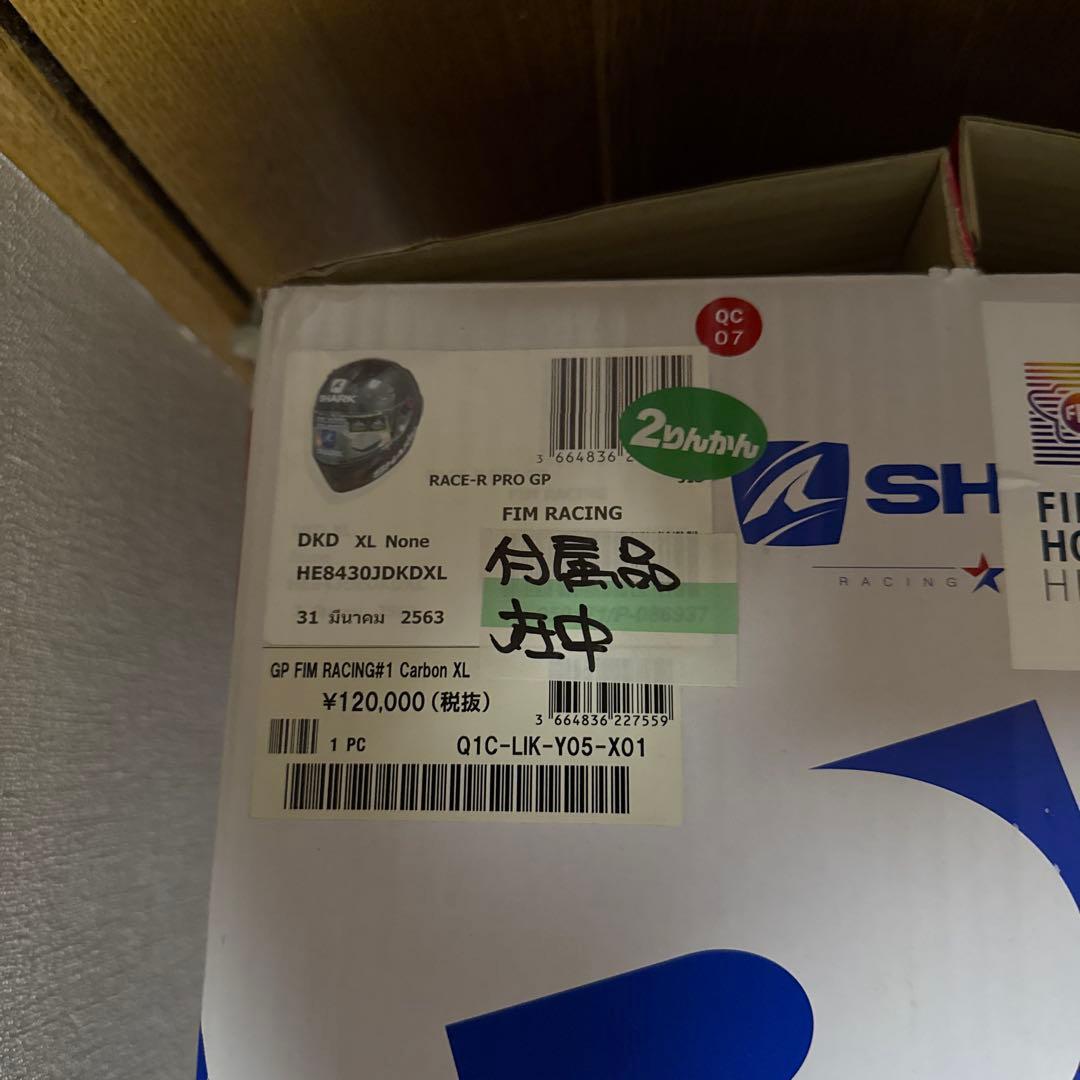 QC
07
SHARK
3 664836 2
2りんかん
RACE-R PRO GP
FIM RACING
DKD XL None
HE8430JDKDXL
31 มีนาคม 2563
付属品
在中
GP FIM RACING#1 Carbon XL
¥120,000(税抜)
3 664836 227559
1 PC
Q1C-LIK-Y05-X01
SH
RACING